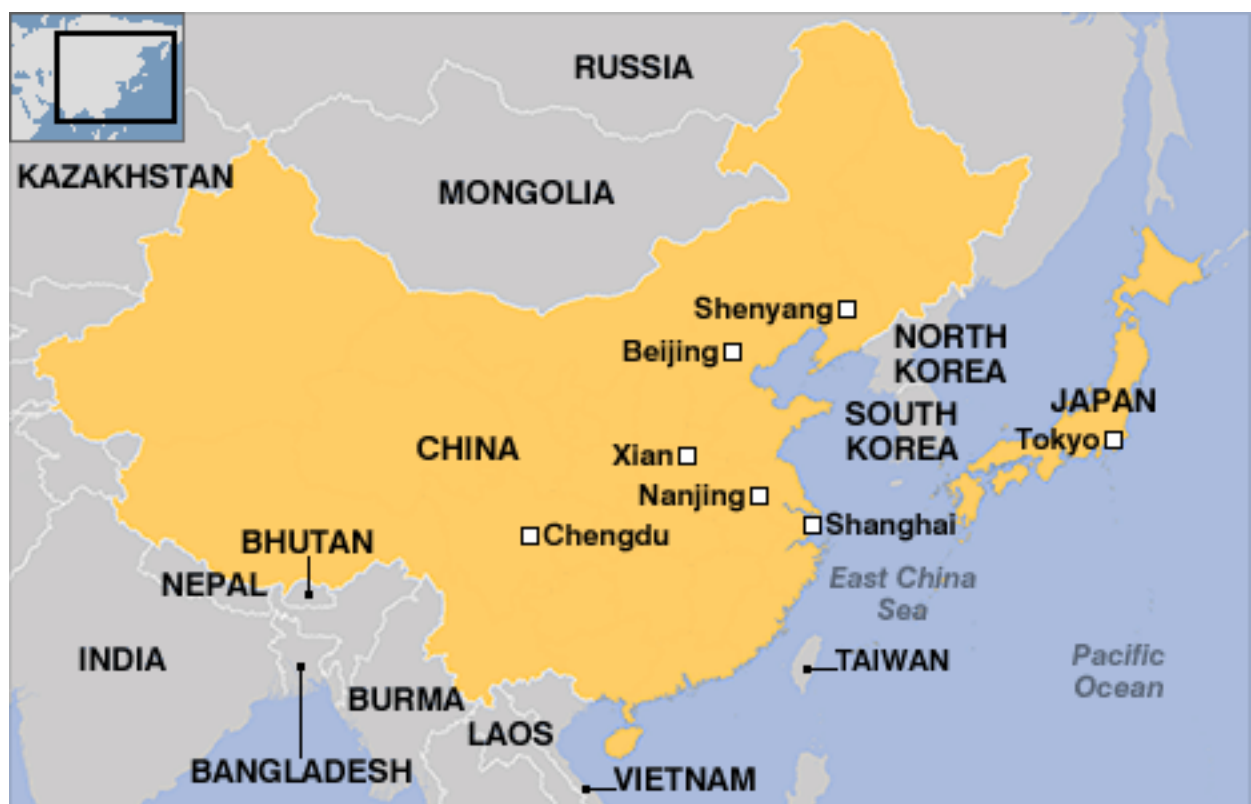 RUSSIA
KAZAKHSTAN
MONGOLIA
Shenyang
NORTH
KOREA
Beijing
JAPAN
SOUTH
KOREA
Tokyo
CHINA
Xian
Nanjing
Shanghai
Chengdu
BHUTAN
NEPAL
East China
Sea
INDIA
TAIWAN
Pacific
Ocean
BURMA
LAOS
BANGLADESH
VIETNAM